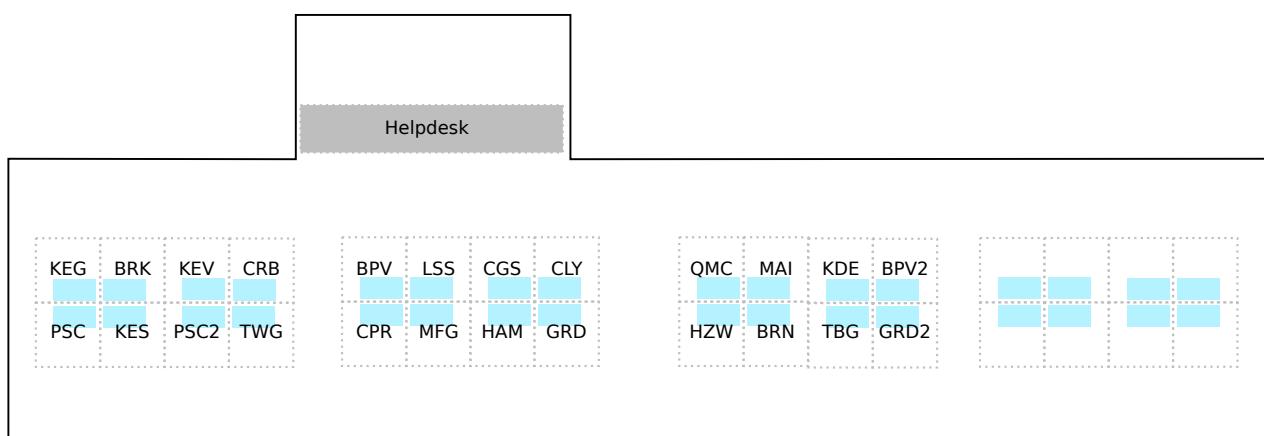 Helpdesk
KEG BRK KEV CRB BPV LSS CGS CLY QMC MAI KDE BPV2
PSC KES PSC2 TWG CPR MFG HAM GRD HZW BRN TBG GRD2